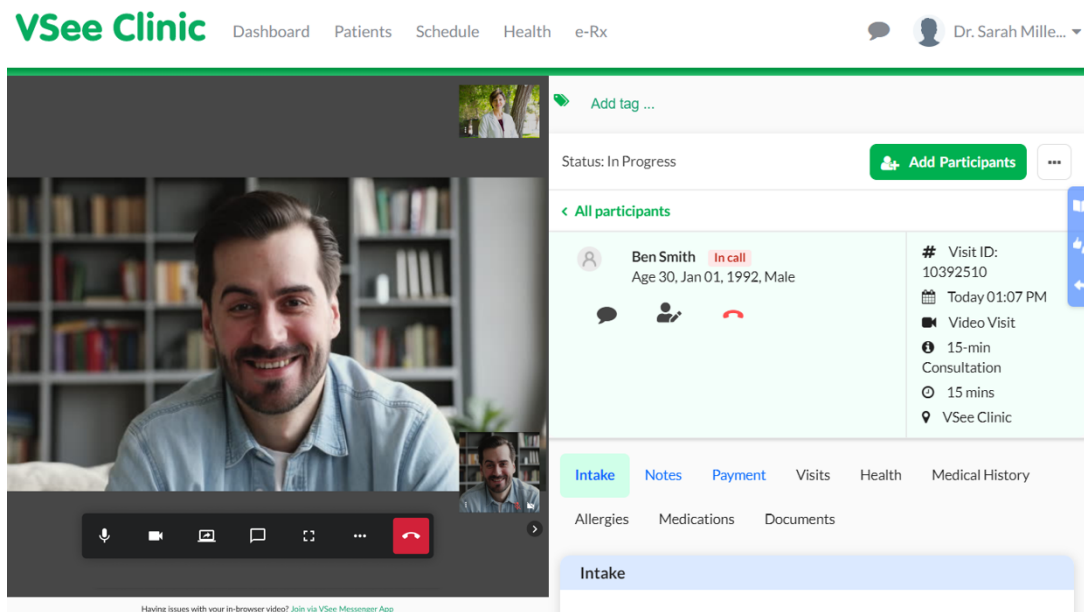 VSee Clinic Dashboard Patients Schedule Health e-Rx Dr. Sarah Mille...
Add tag ...
Status: In Progress
Add Participants
All participants
Ben Smith In call
Age 30, Jan 01, 1992, Male
# Visit ID:
10392510
Today 01:07 PM
Video Visit
15-min
Consultation
15 mins
VSee Clinic
Intake Notes Payment Visits Health Medical History
Allergies Medications Documents
Intake
Having issues with your in-browser video? Join via VSee Messenger App